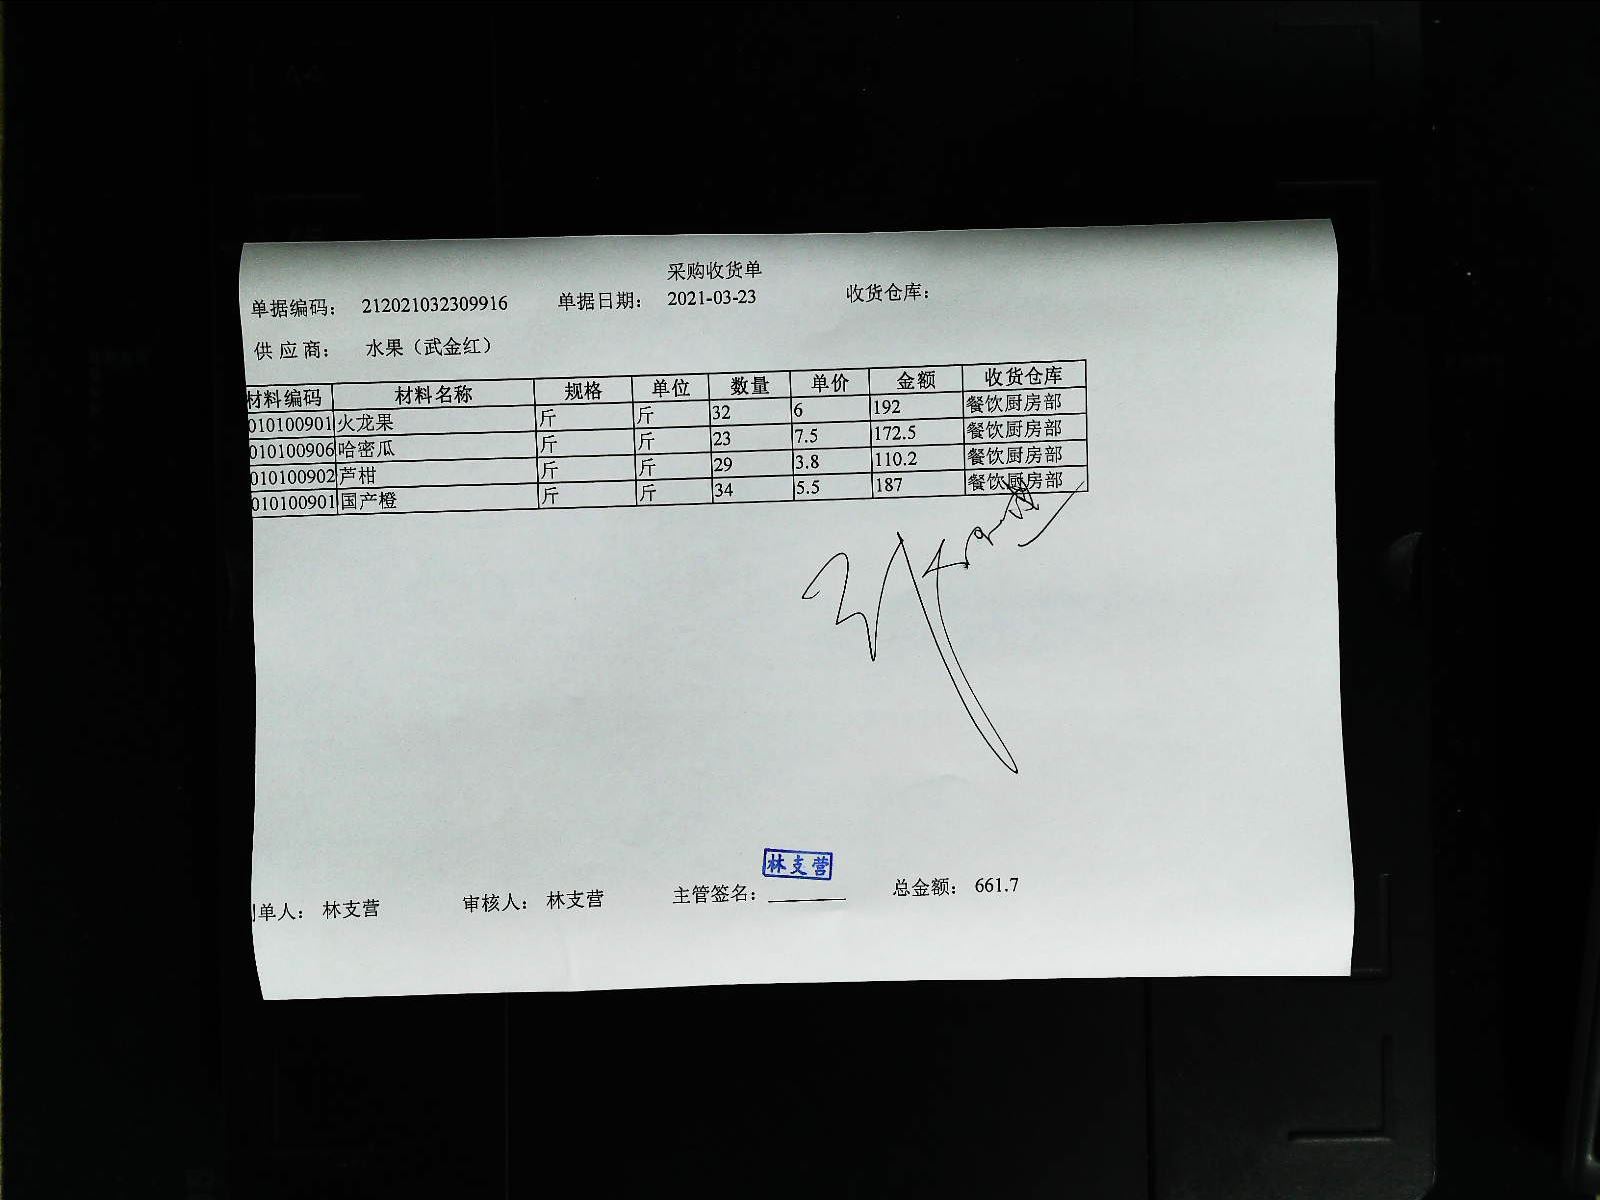 采购收货单
单据编码： 212021032309916 单据日期： 2021-03-23 收货仓库：
供 应 商： 水果（武金红）
材料编码 材料名称 规格 单位 数量 单价 金额 收货仓库
010100901 火龙果 斤 斤 32 6 192 餐饮厨房部
010100906 哈密瓜 斤 斤 23 7.5 172.5 餐饮厨房部
010100902 芦柑 斤 斤 29 3.8 110.2 餐饮厨房部
010100901 国产橙 斤 斤 34 5.5 187 餐饮厨房部
林支营
单人： 林支营 审核人： 林支营 主管签名： 总金额： 661.7